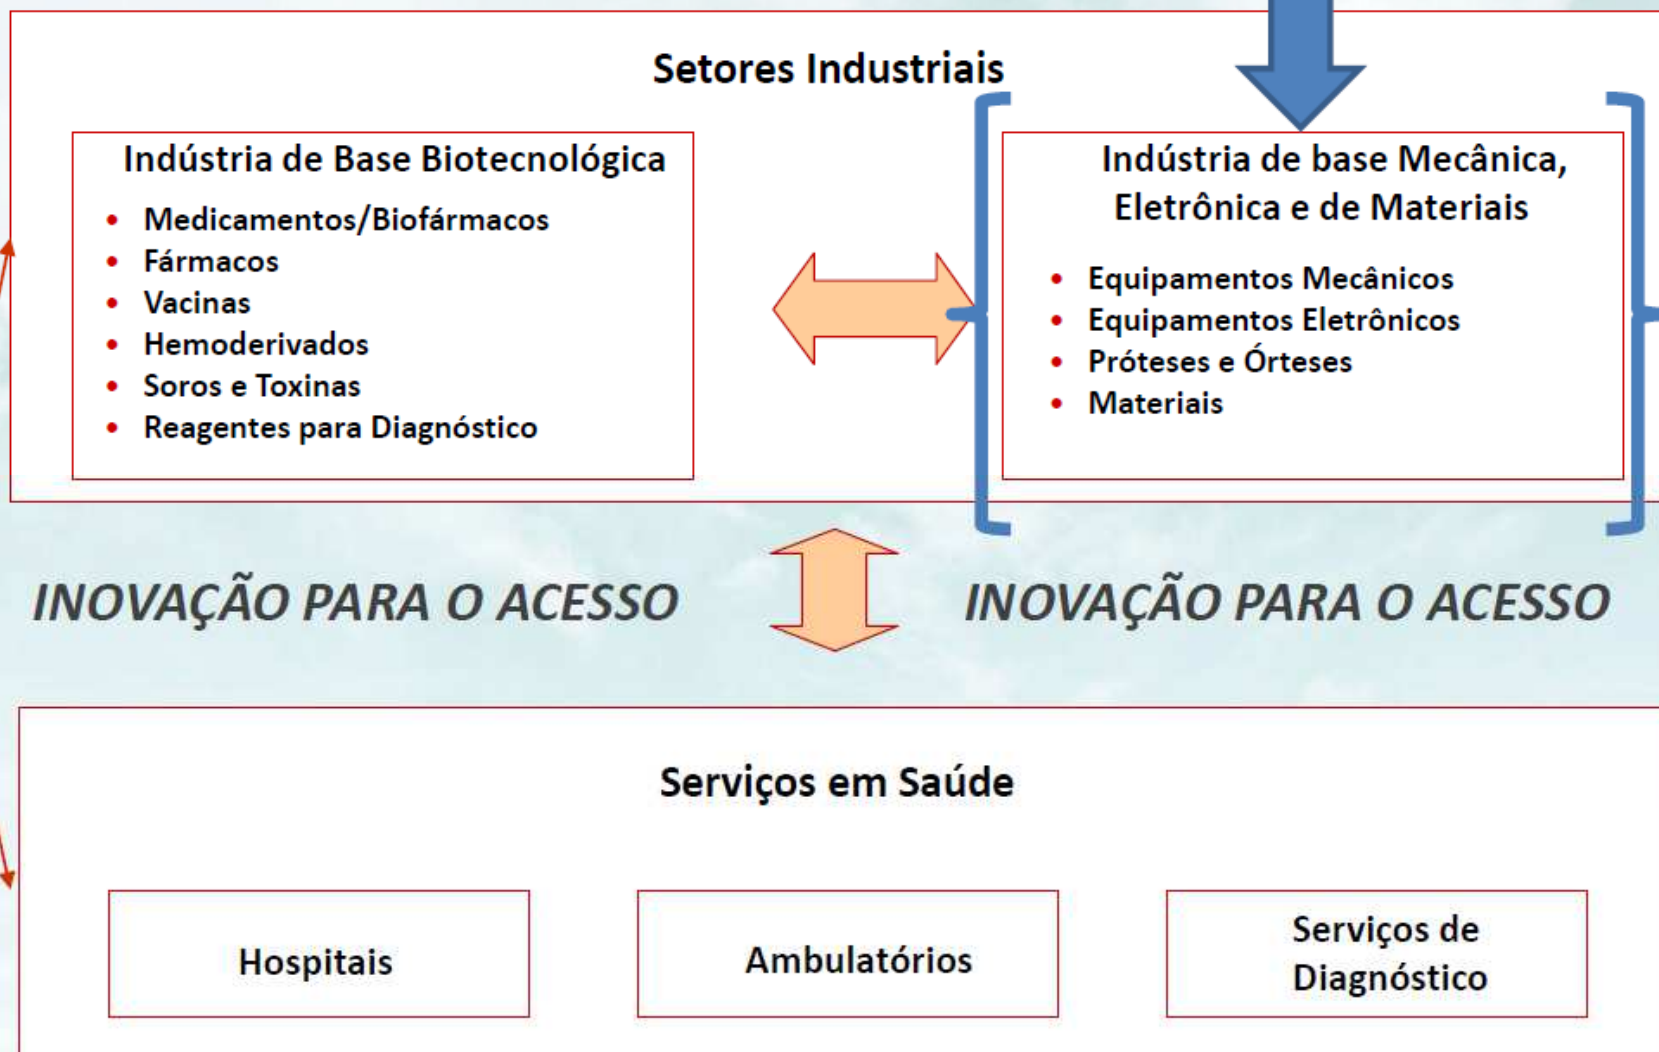 Setores Industriais
Indústria de Base Biotecnológica
• Medicamentos/Biofármacos
• Fármacos
• Vacinas
• Hemoderivados
• Soros e Toxinas
• Reagentes para Diagnóstico
Indústria de base Mecânica,
Eletrônica e de Materiais
• Equipamentos Mecânicos
• Equipamentos Eletrônicos
• Próteses e Órteses
• Materiais
INOVAÇÃO PARA O ACESSO
INOVAÇÃO PARA O ACESSO
Serviços em Saúde
Hospitais
Ambulatórios
Serviços de
Diagnóstico